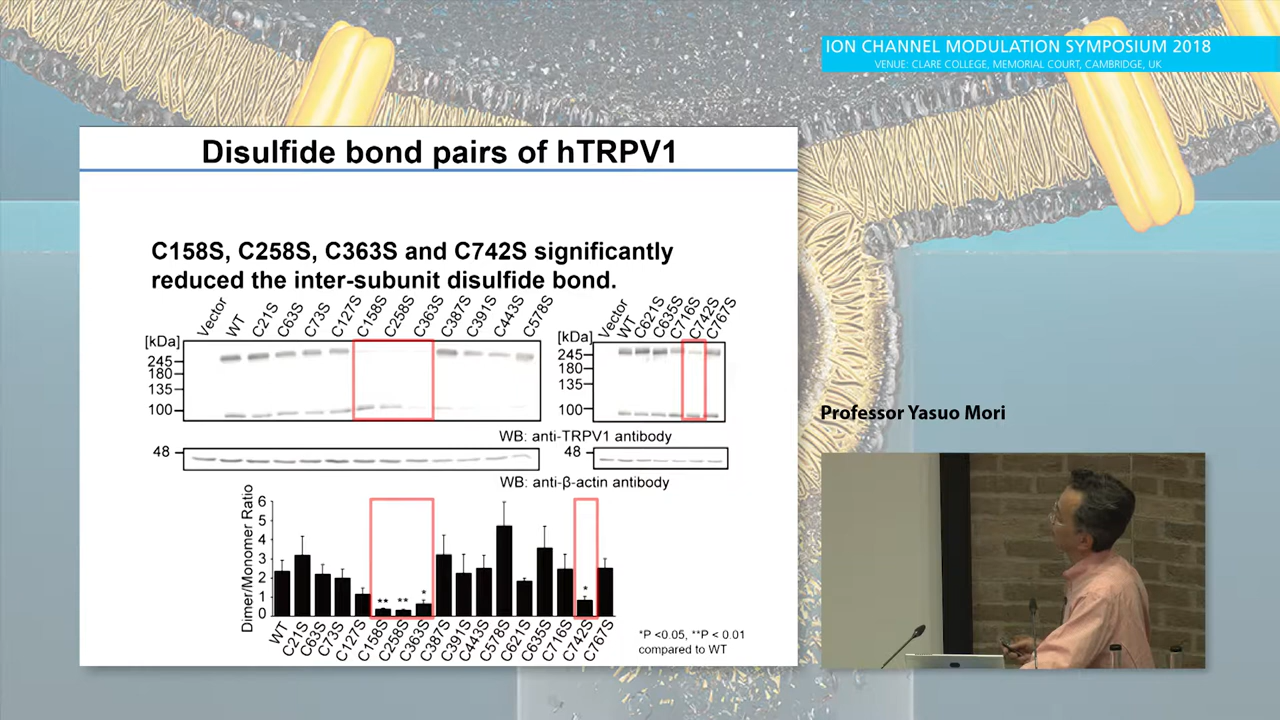 ION CHANNEL MODULATION SYMPOSIUM 2018
VENUE: CLARE COLLEGE, MEMORIAL COURT, CAMBRIDGE, UK
Disulfide bond pairs of hTRPV1
C158S, C258S, C363S and C742S significantly
reduced the inter-subunit disulfide bond.
Vector WT C21S C63S C73S C127S C158S C258S C363S C387S C391S C443S C578S
[kDa]
245
180
135
100
Vector WT C621S C635S C716S C742S C767S
[kDa]
245
180
135
100
WB: anti-TRPV1 antibody
48
48
WB: anti-β-actin antibody
Dimer/Monomer Ratio
6
5
4
3
2
1
0
** ** * *
WT C21S C63S C73S C127S C158S C258S C363S C387S C391S C443S C578S C621S C635S C716S C742S C767S
*P <0.05, **P < 0.01
compared to WT
Professor Yasuo Mori